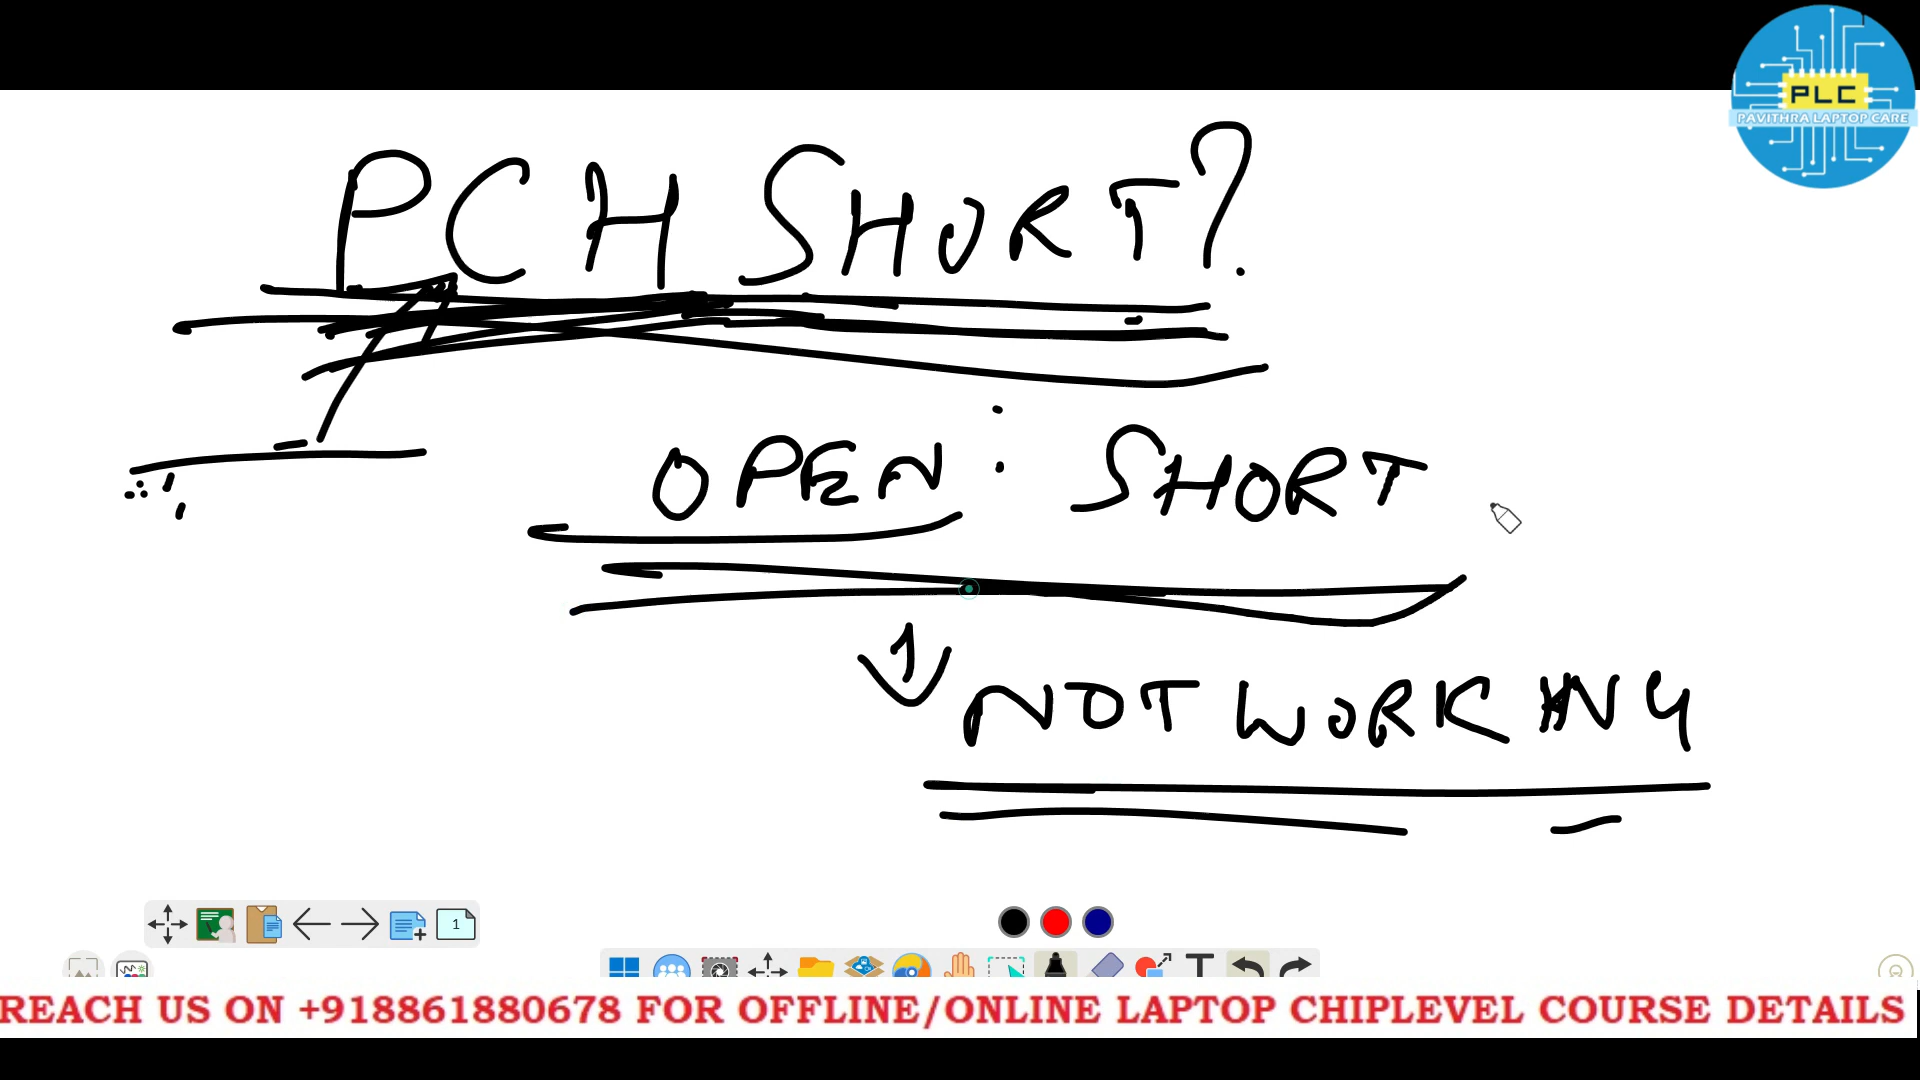 PLC
PAVITHRA LAPTOP CARE
PCH SHORT?
OPEN : SHORT
NOT WORKING
1
REACH US ON +918861880678 FOR OFFLINE/ONLINE LAPTOP CHIPLEVEL COURSE DETAILS